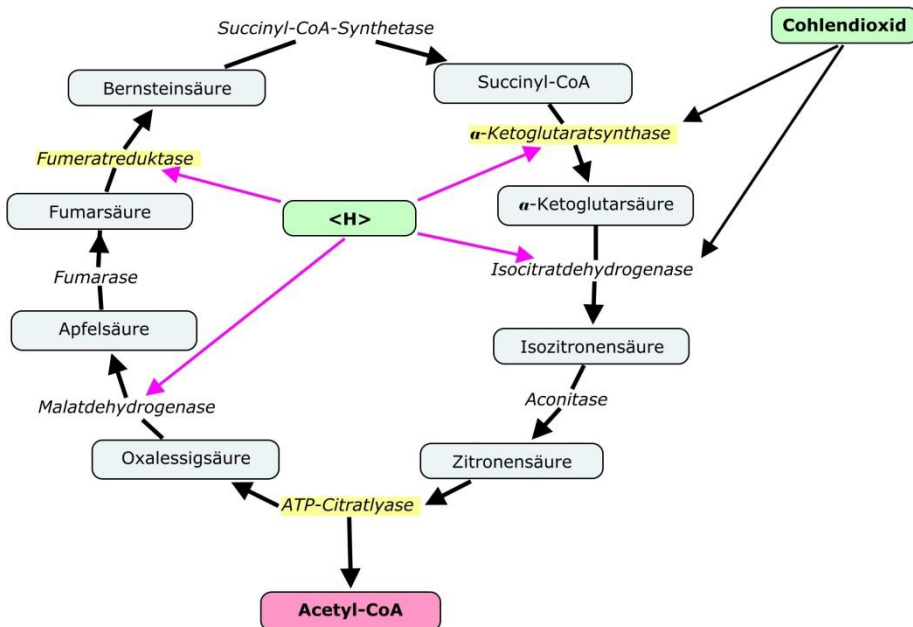 Succinyl-CoA-Synthetase
Cohlendioxid
Bernsteinsäure
Succinyl-CoA
α-Ketoglutaratsynthase
Fumeratreduktase
Fumarsäure
<H>
α-Ketoglutarsäure
Fumarase
Isocitratdehydrogenase
Apfelsäure
Isozitronensäure
Malatdehydrogenase
Aconitase
Oxalessigsäure
Zitronensäure
ATP-Citratlyase
Acetyl-CoA